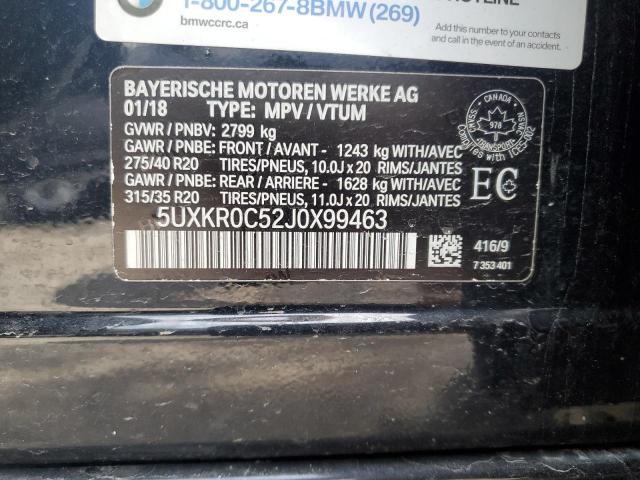 1-800-267-8BMW (269)
bmwccrc.ca
Add this number to your contacts
and call in the event of an accident.
BAYERISCHE MOTOREN WERKE AG
01/18 TYPE: MPV / VTUM
GVWR / PNBV: 2799 kg
GAWR / PNBE: FRONT / AVANT - 1243 kg WITH/AVEC
275/40 R20 TIRES/PNEUS, 10.0J x 20 RIMS/JANTES
GAWR / PNBE: REAR / ARRIERE - 1628 kg WITH/AVEC
315/35 R20 TIRES/PNEUS, 11.0J x 20 RIMS/JANTES
5UXKR0C52J0X99463
CANADA
978
TRANSPORT
EC
416/9
7 353 401